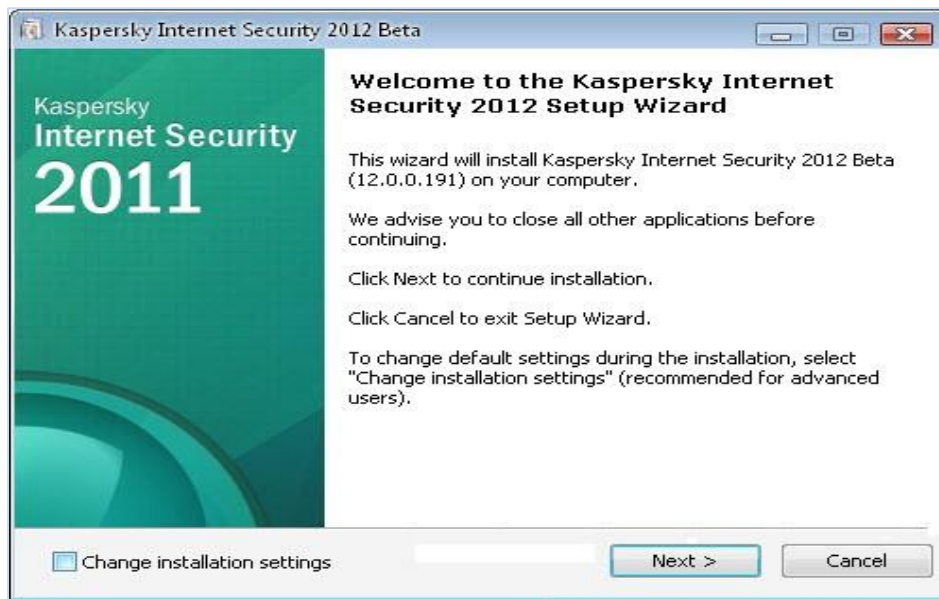 Kaspersky Internet Security 2012 Beta
Kaspersky
Internet Security
2011
Welcome to the Kaspersky Internet
Security 2012 Setup Wizard
This wizard will install Kaspersky Internet Security 2012 Beta
(12.0.0.191) on your computer.
We advise you to close all other applications before
continuing.
Click Next to continue installation.
Click Cancel to exit Setup Wizard.
To change default settings during the installation, select
"Change installation settings" (recommended for advanced
users).
Change installation settings
Next >
Cancel